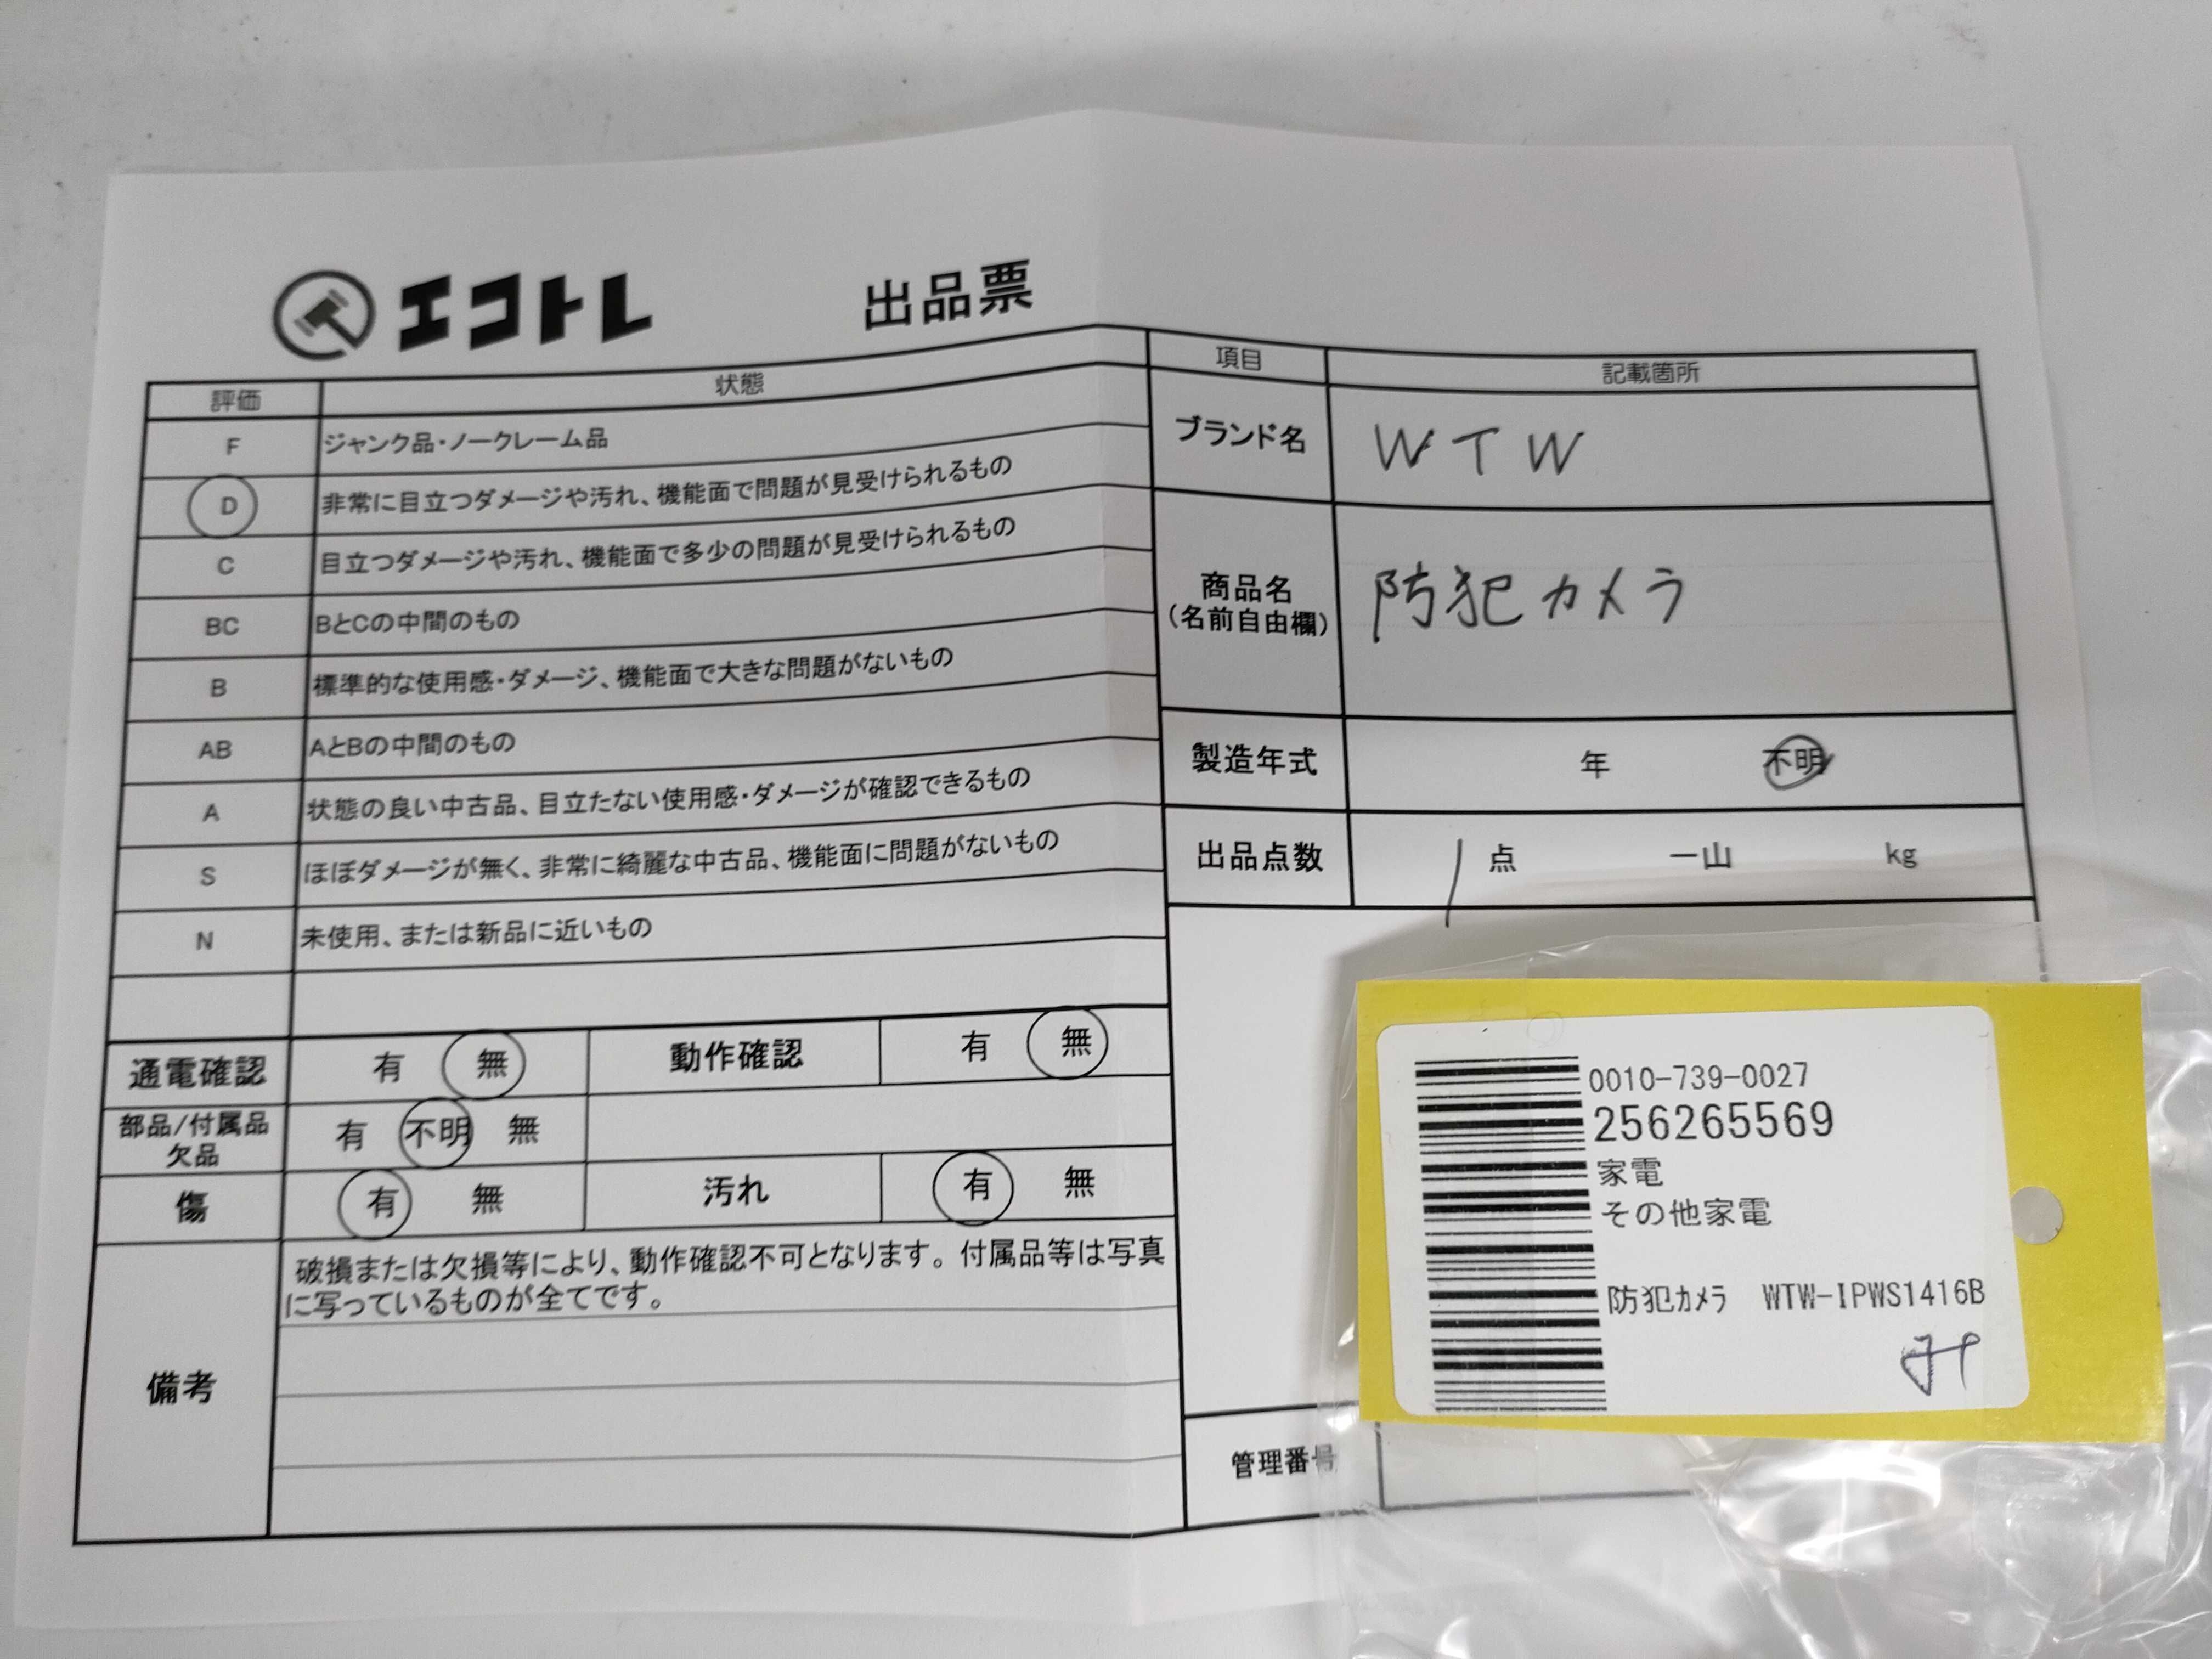 エコトレ 出品票
評価 状態
F ジャンク品・ノークレーム品
D 非常に目立つダメージや汚れ、機能面で問題が見受けられるもの
C 目立つダメージや汚れ、機能面で多少の問題が見受けられるもの
BC BとCの中間のもの
B 標準的な使用感・ダメージ、機能面で大きな問題がないもの
AB AとBの中間のもの
A 状態の良い中古品、目立たない使用感・ダメージが確認できるもの
S ほぼダメージが無く、非常に綺麗な中古品、機能面に問題がないもの
N 未使用、または新品に近いもの
通電確認 有 無 動作確認 有 無
部品/付属品
欠品 有 不明 無
傷 有 無 汚れ 有 無
備考
破損または欠損等により、動作確認不可となります。付属品等は写真
に写っているものが全てです。
項目 記載箇所
ブランド名 WTW
商品名
(名前自由欄) 防犯カメラ
製造年式 年 不明
出品点数 1 点 一山 kg
管理番号
0010-739-0027
256265569
家電
その他家電
防犯ｶﾒﾗ WTW-IPWS1416B